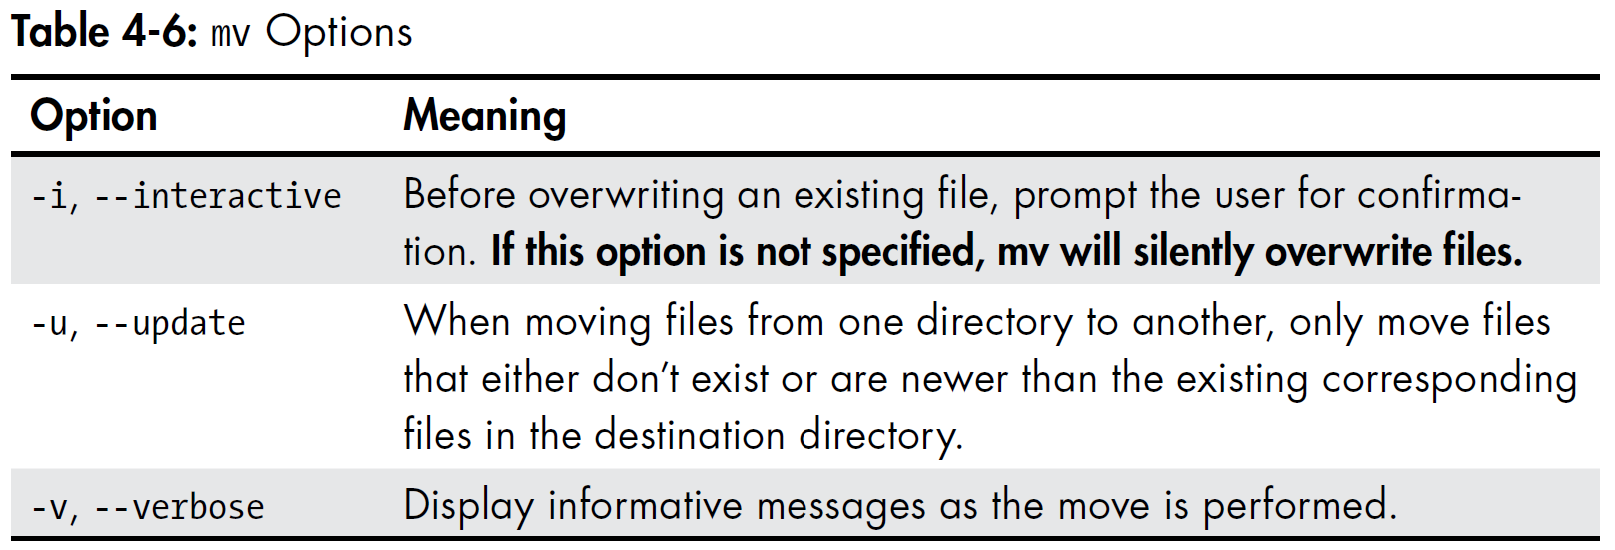 Table 4-6: mv Options
Option Meaning
-i, --interactive Before overwriting an existing file, prompt the user for confirma-
tion. If this option is not specified, mv will silently overwrite files.
-u, --update When moving files from one directory to another, only move files
that either don’t exist or are newer than the existing corresponding
files in the destination directory.
-v, --verbose Display informative messages as the move is performed.